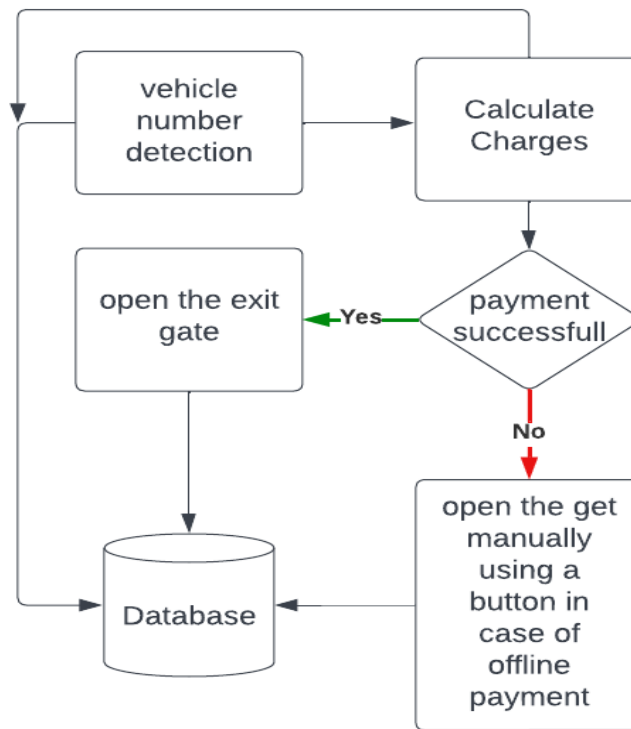 vehicle
number
detection
Calculate
Charges
open the exit
gate
Yes
payment
successfull
No
open the get
manually
using a
button in
case of
offline
payment
Database